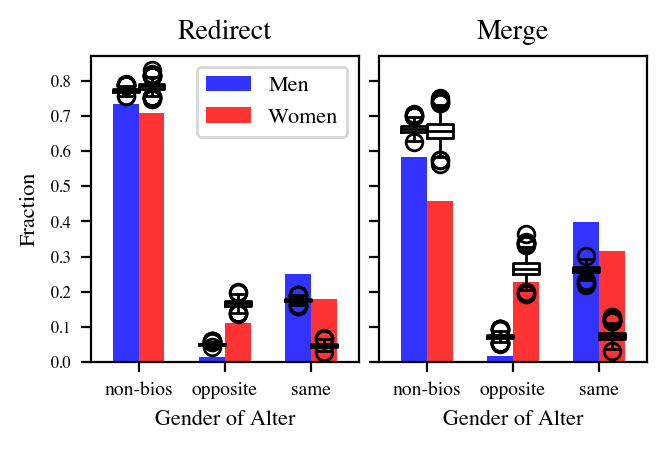 Redirect
Merge
Men
Women
0.8
0.7
0.6
0.5
0.4
0.3
0.2
0.1
0.0
Fraction
non-bios opposite same
non-bios opposite same
Gender of Alter
Gender of Alter